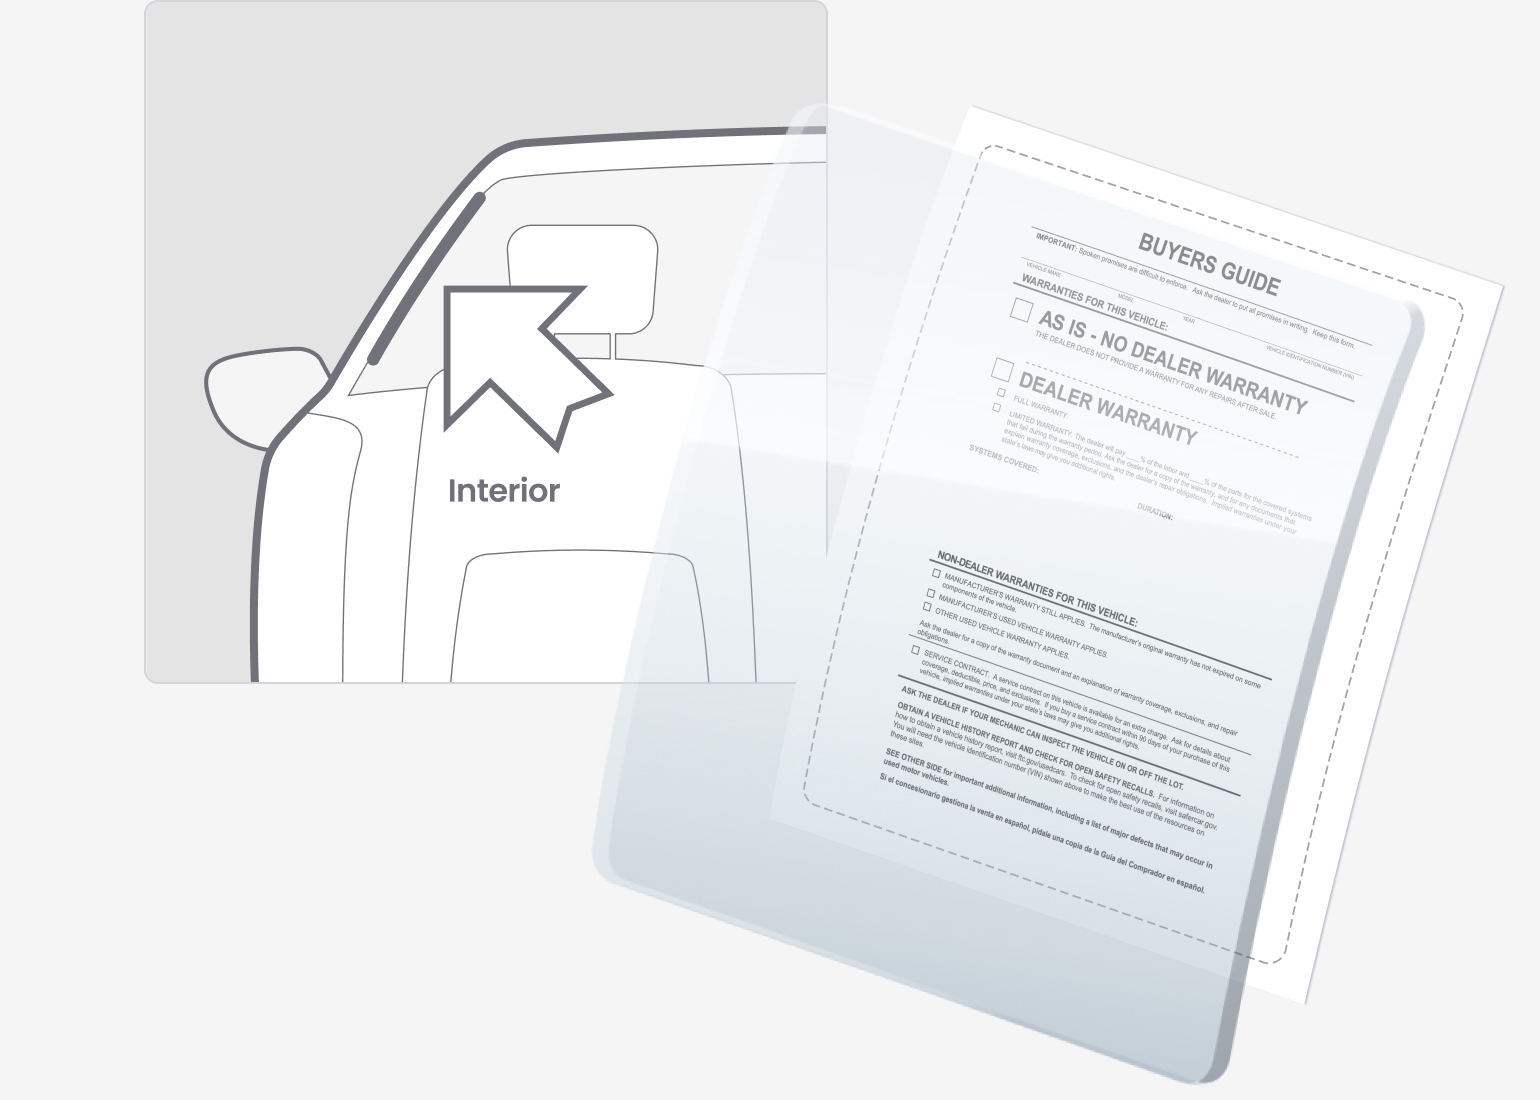 Interior
BUYERS GUIDE
IMPORTANT: Spoken promises are difficult to enforce. Ask the dealer to put all promises in writing. Keep this form.
VEHICLE MAKE MODEL YEAR VEHICLE IDENTIFICATION NUMBER (VIN)
WARRANTIES FOR THIS VEHICLE:
AS IS - NO DEALER WARRANTY
THE DEALER DOES NOT PROVIDE A WARRANTY FOR ANY REPAIRS AFTER SALE.
DEALER WARRANTY
FULL WARRANTY.
LIMITED WARRANTY. The dealer will pay ___% of the labor and ___% of the parts for the covered systems
that fail during the warranty period. Ask the dealer for a copy of the warranty, and for any documents that
explain warranty coverage, exclusions, and the dealer's repair obligations. Implied warranties under your
state's laws may give you additional rights.
SYSTEMS COVERED: DURATION:
NON-DEALER WARRANTIES FOR THIS VEHICLE:
MANUFACTURER'S WARRANTY STILL APPLIES. The manufacturer's original warranty has not expired on some
components of the vehicle.
MANUFACTURER'S USED VEHICLE WARRANTY APPLIES.
OTHER USED VEHICLE WARRANTY APPLIES.
Ask the dealer for a copy of the warranty document and an explanation of warranty coverage, exclusions, and repair
obligations.
SERVICE CONTRACT. A service contract on this vehicle is available for an extra charge. Ask for details about
coverage, deductible, price, and exclusions. If you buy a service contract within 90 days of your purchase of this
vehicle, implied warranties under your state's laws may give you additional rights.
ASK THE DEALER IF YOUR MECHANIC CAN INSPECT THE VEHICLE ON OR OFF THE LOT.
OBTAIN A VEHICLE HISTORY REPORT AND CHECK FOR OPEN SAFETY RECALLS. For information on
how to obtain a vehicle history report, visit ftc.gov/usedcars. To check for open safety recalls, visit safercar.gov.
You will need the vehicle identification number (VIN) shown above to make the best use of the resources on
these sites.
SEE OTHER SIDE for important additional information, including a list of major defects that may occur in
used motor vehicles.
Si el concesionario gestiona la venta en español, pídale una copia de la Guía del Comprador en español.